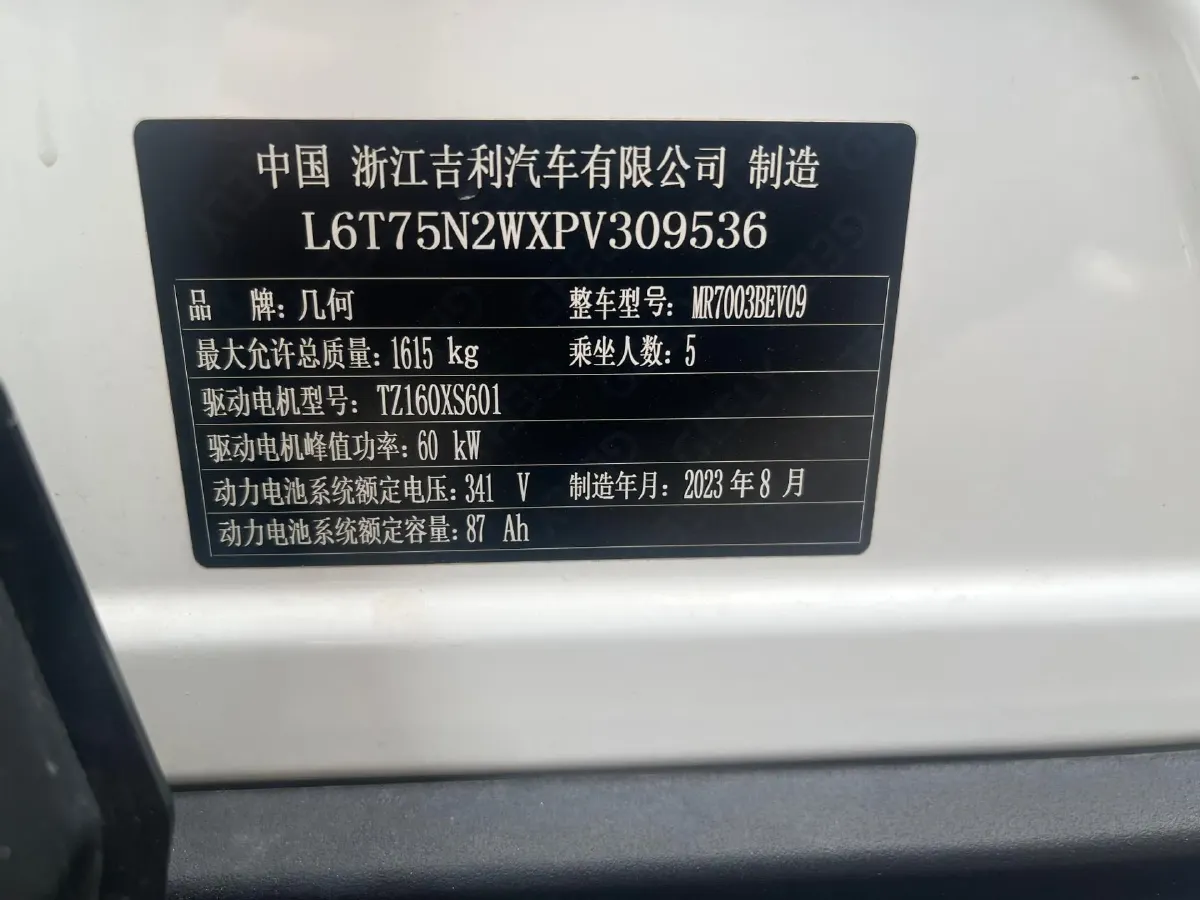 中国 浙江吉利汽车有限公司 制造
L6T75N2WXPV309536
品 牌: 几何 整车型号: MR7003BEV09
最大允许总质量: 1615 kg 乘坐人数: 5
驱动电机型号: TZ160XS601
驱动电机峰值功率: 60 kW
动力电池系统额定电压: 341 V 制造年月: 2023 年 8 月
动力电池系统额定容量: 87 Ah